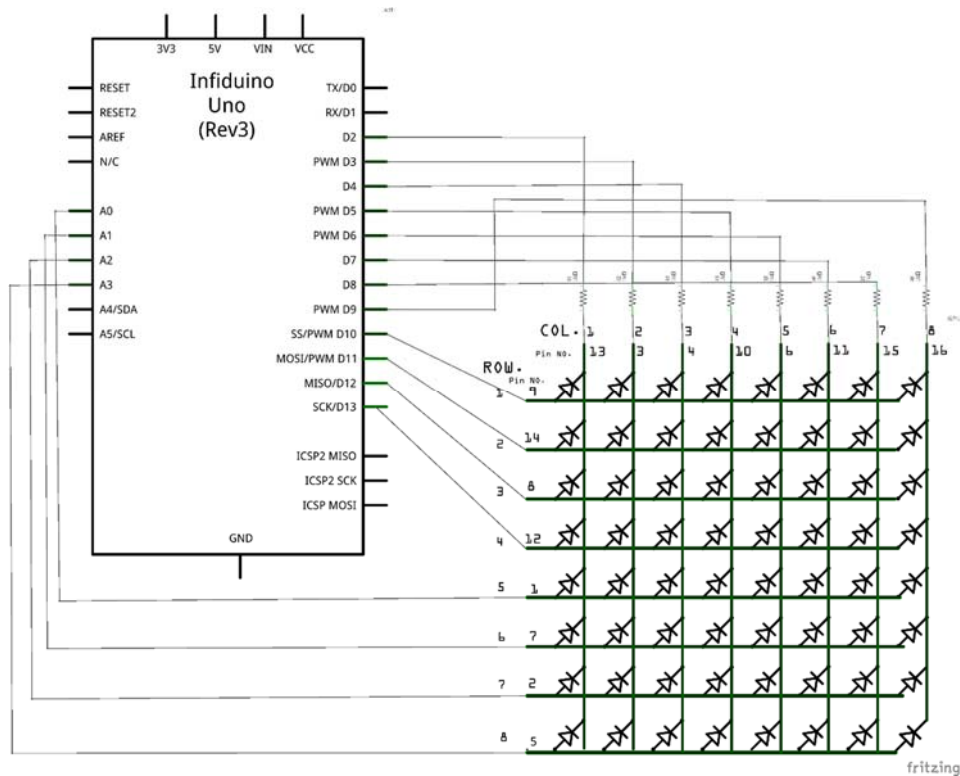 3V3 5V VIN VCC
Infiduino
Uno
(Rev3)
RESET
RESET2
AREF
N/C
A0
A1
A2
A3
A4/SDA
A5/SCL
TX/D0
RX/D1
D2
PWM D3
D4
PWM D5
PWM D6
D7
D8
PWM D9
SS/PWM D10
MOSI/PWM D11
MISO/D12
SCK/D13
ICSP2 MISO
ICSP2 SCK
ICSP MOSI
GND
COL. 1 2 3 4 5 6 7 8
Pin NO. 13 3 4 10 6 11 15 16
ROW.
Pin NO.
1 9
2 14
3 8
4 12
5 1
6 7
7 2
8 5
fritzing